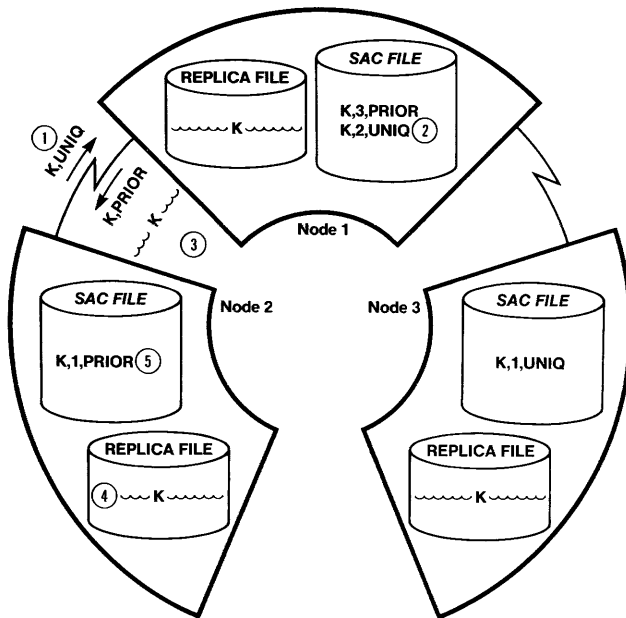 SAC FILE
REPLICA FILE
K
K,3,PRIOR
K,2,UNIQ 2
1
K,UNIQ
K,PRIOR
K
3
Node 1
SAC FILE
Node 2
K,1,PRIOR 5
REPLICA FILE
4 K
Node 3
SAC FILE
K,1,UNIQ
REPLICA FILE
K